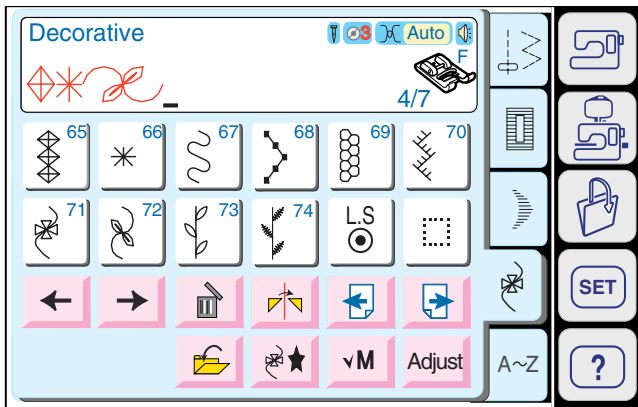 Decorative
3 Auto
F
4/7
65 66 67 68 69 70
71 72 73 74 L.S
SET
M Adjust A~Z ?